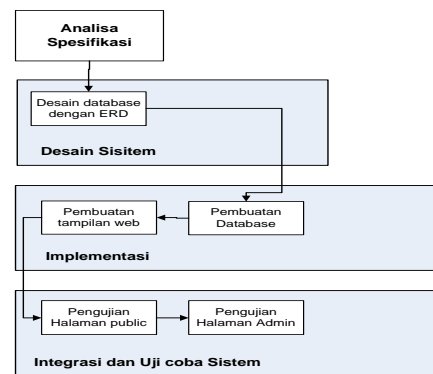 Analisa
Spesifikasi
Desain database
dengan ERD
Desain Sisitem
Pembuatan
tampilan web
Pembuatan
Database
Implementasi
Pengujian
Halaman public
Pengujian
Halaman Admin
Integrasi dan Uji coba Sistem